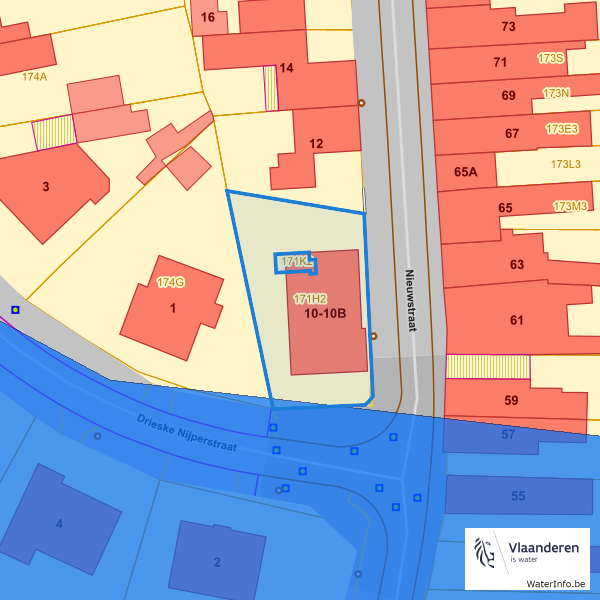 16
73
14
71
173S
174A
69
173N
12
67
173E3
65A
173L3
3
65
173M3
63
171K2
174G
171H2
1
10-10B
Nieuwstraat
61
59
57
Drieske Nijperstraat
55
4
2
Vlaanderen
is water
WaterInfo.be